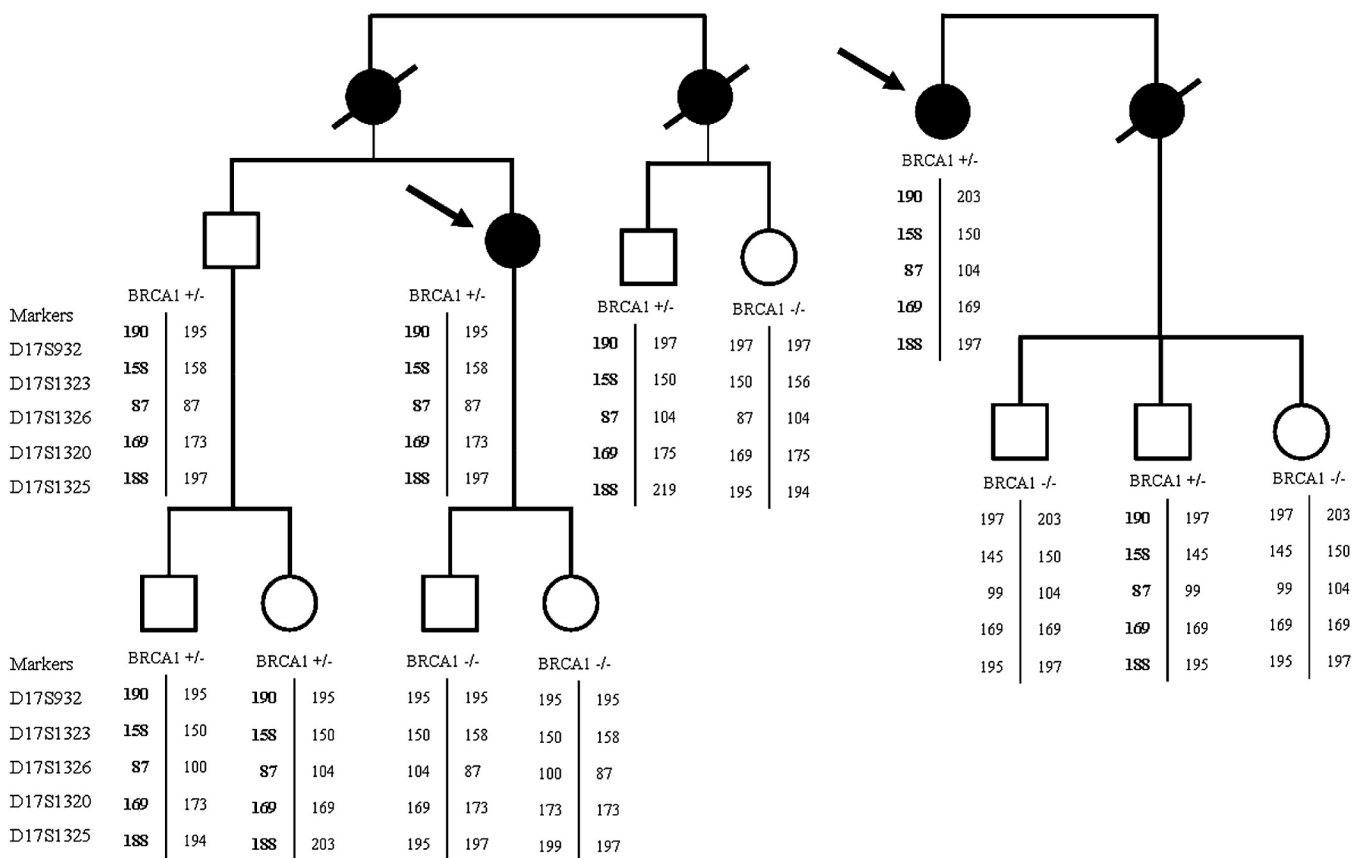 BRCA1 +/-
190 203
158 150
87 104
169 169
188 197
Markers
D17S932
D17S1323
D17S1326
D17S1320
D17S1325
BRCA1 +/-
190 195
158 158
87 87
169 173
188 197
BRCA1 +/-
190 195
158 158
87 87
169 173
188 197
BRCA1 +/-
190 197
158 150
87 104
169 175
188 219
BRCA1 -/-
197 197
150 156
87 104
169 175
195 194
BRCA1 -/-
197 203
145 150
99 104
169 169
195 197
BRCA1 +/-
190 197
158 145
87 99
169 169
188 195
BRCA1 -/-
197 203
145 150
99 104
169 169
195 197
Markers
D17S932
D17S1323
D17S1326
D17S1320
D17S1325
BRCA1 +/-
190 195
158 150
87 100
169 173
188 194
BRCA1 +/-
190 195
158 150
87 104
169 169
188 203
BRCA1 -/-
195 195
150 158
104 87
169 173
195 197
BRCA1 -/-
195 195
150 158
100 87
173 173
199 197